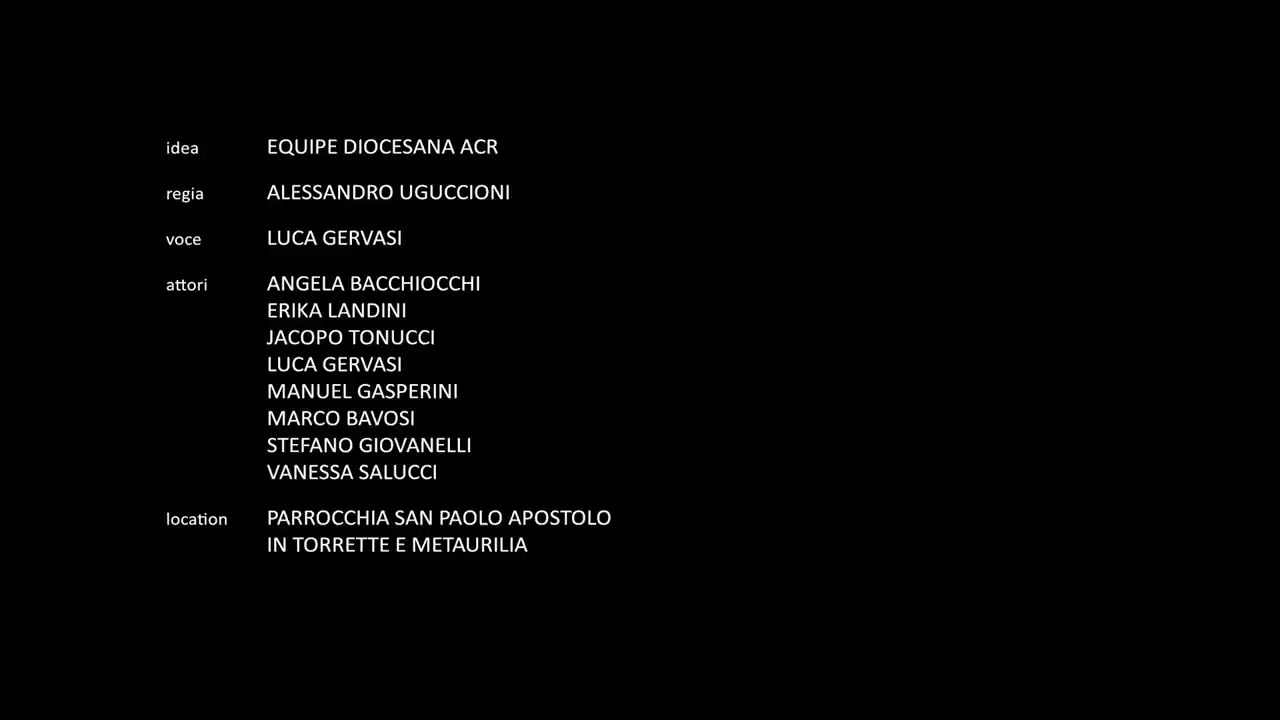 idea EQUIPE DIOCESANA ACR
regia ALESSANDRO UGUCCIONI
voce LUCA GERVASI
attori ANGELA BACCHIOCCHI
ERIKA LANDINI
JACOPO TONUCCI
LUCA GERVASI
MANUEL GASPERINI
MARCO BAVOSI
STEFANO GIOVANELLI
VANESSA SALUCCI
location PARROCCHIA SAN PAOLO APOSTOLO
IN TORRETTE E METAURILIA